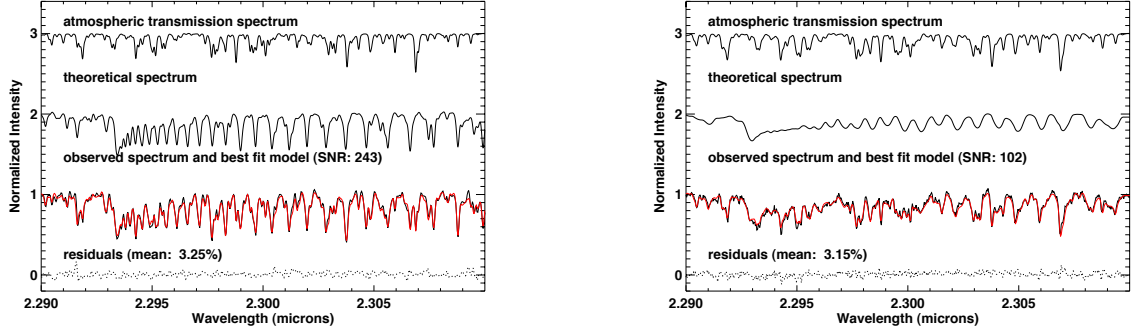 atmospheric transmission spectrum
3
theoretical spectrum
2
observed spectrum and best fit model (SNR: 243)
1
residuals (mean: 3.25%)
0
Normalized Intensity
2.290 2.295 2.300 2.305
Wavelength (microns)
atmospheric transmission spectrum
3
theoretical spectrum
2
observed spectrum and best fit model (SNR: 102)
1
residuals (mean: 3.15%)
0
Normalized Intensity
2.290 2.295 2.300 2.305
Wavelength (microns)